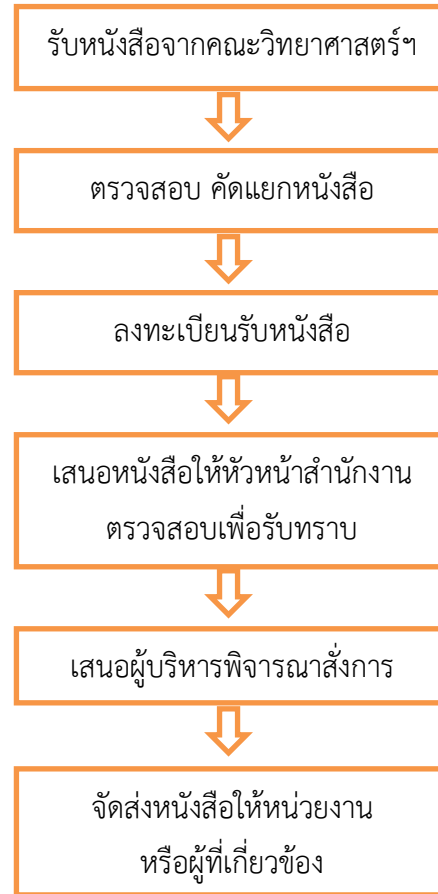 รับหนังสือจากคณะวิทยาศาสตร์ฯ
ตรวจสอบ คัดแยกหนังสือ
ลงทะเบียนรับหนังสือ
เสนอหนังสือให้หัวหน้าสำนักงาน
ตรวจสอบเพื่อรับทราบ
เสนอผู้บริหารพิจารณาสั่งการ
จัดส่งหนังสือให้หน่วยงาน
หรือผู้ที่เกี่ยวข้อง